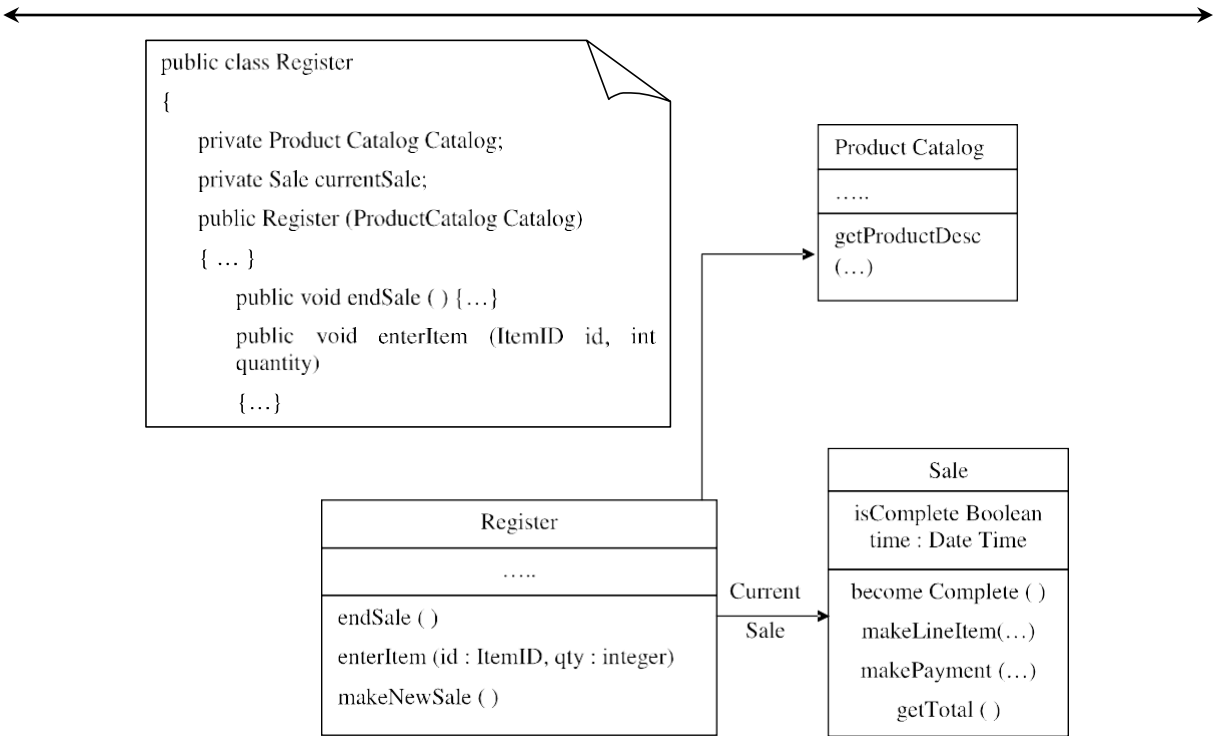 public class Register
{
private Product Catalog Catalog;
private Sale currentSale;
public Register (ProductCatalog Catalog)
{ … }
public void endSale ( ) {…}
public void enterItem (ItemID id, int
quantity)
{…}
Product Catalog
…..
getProductDesc
(…)
Register
…..
endSale ( )
enterItem (id : ItemID, qty : integer)
makeNewSale ( )
Current
Sale
Sale
isComplete Boolean
time : Date Time
become Complete ( )
makeLineItem(…)
makePayment (…)
getTotal ( )